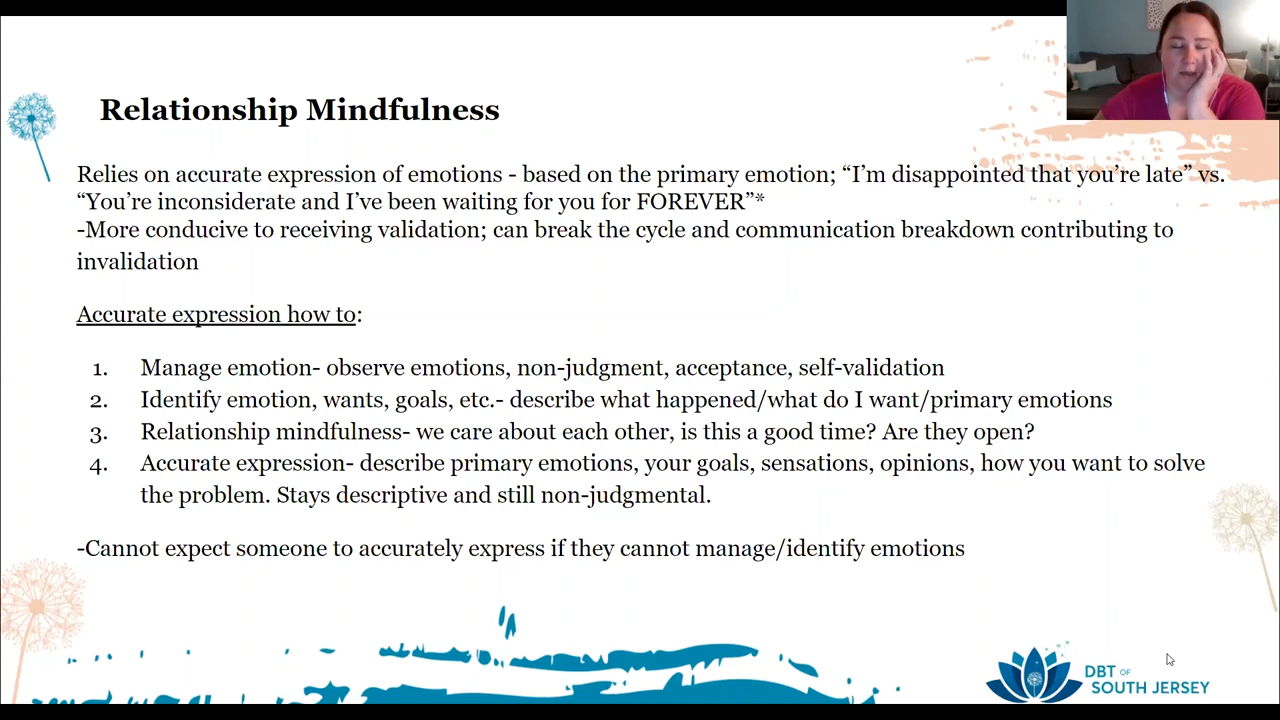 Relationship Mindfulness
Relies on accurate expression of emotions - based on the primary emotion; “I’m disappointed that you’re late” vs.
“You’re inconsiderate and I’ve been waiting for you for FOREVER”*
-More conducive to receiving validation; can break the cycle and communication breakdown contributing to
invalidation
Accurate expression how to:
1. Manage emotion- observe emotions, non-judgment, acceptance, self-validation
2. Identify emotion, wants, goals, etc.- describe what happened/what do I want/primary emotions
3. Relationship mindfulness- we care about each other, is this a good time? Are they open?
4. Accurate expression- describe primary emotions, your goals, sensations, opinions, how you want to solve
the problem. Stays descriptive and still non-judgmental.
-Cannot expect someone to accurately express if they cannot manage/identify emotions
DBT OF
SOUTH JERSEY